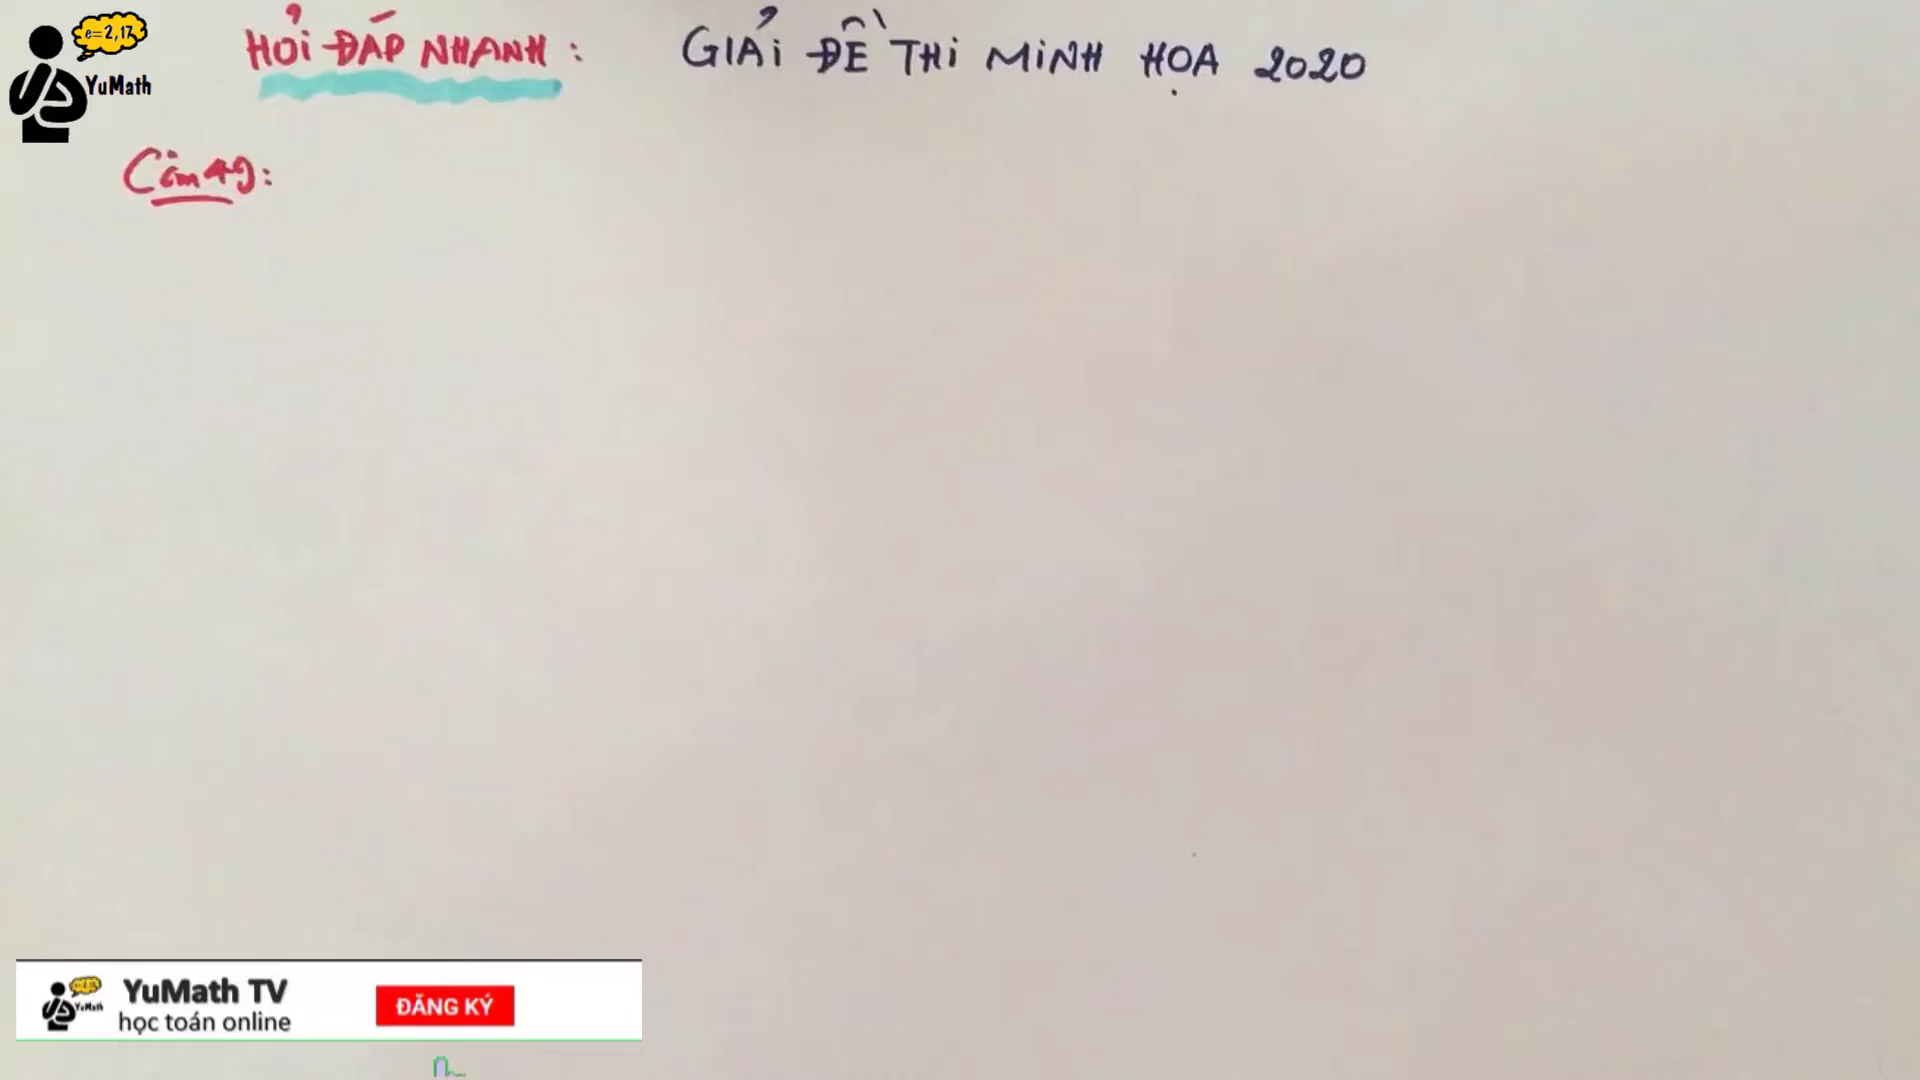 e=2,17
YuMath
HỎI ĐÁP NHANH : GIẢI ĐỀ THI MINH HỌA 2020
Câu 49:
YuMath TV
học toán online
ĐĂNG KÝ